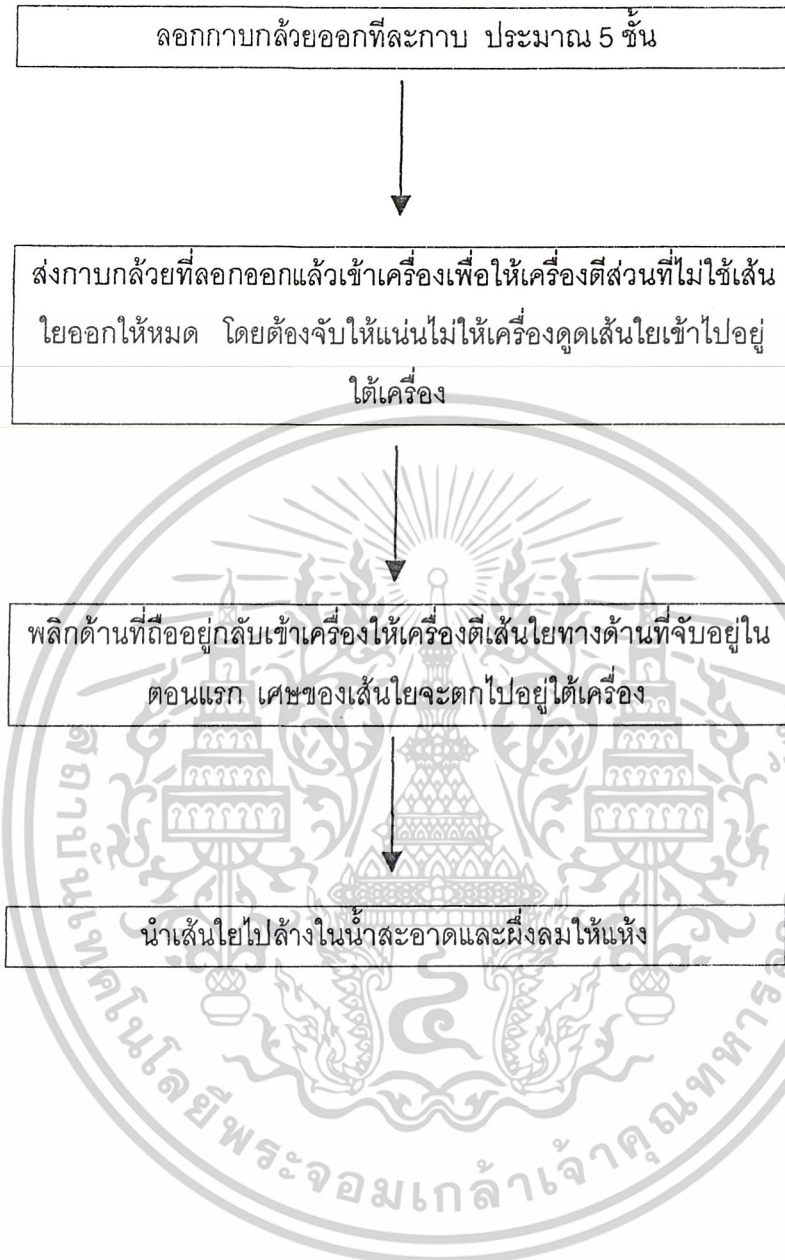 ลอกกาบกล้วยออกทีละกาบ ประมาณ 5 ชั้น
ส่งกาบกล้วยที่ลอกออกแล้วเข้าเครื่องเพื่อให้เครื่องตีส่วนที่ไม่ใช้เส้น
ใยออกให้หมด โดยต้องจับให้แน่นไม่ให้เครื่องดูดเส้นใยเข้าไปอยู่
ใต้เครื่อง
พลิกด้านที่ถืออยู่กลับเข้าเครื่องให้เครื่องตีเส้นใยทางด้านที่จับอยู่ใน
ตอนแรก เศษของเส้นใยจะตกไปอยู่ใต้เครื่อง
นำเส้นใยไปล้างในน้ำสะอาดและผึ่งลมให้แห้ง
สถาบันเทคโนโลยีพระจอมเกล้าเจ้าคุณทหาร